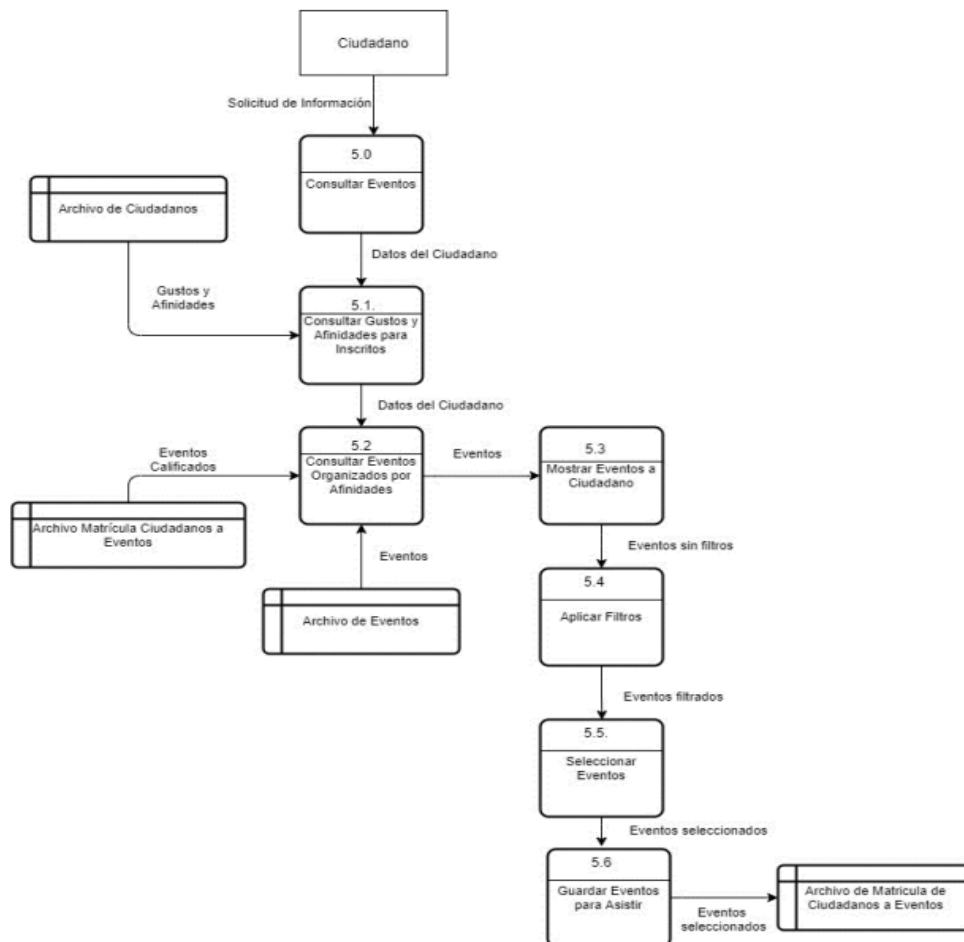 Ciudadano
Solicitud de Información
5.0
Consultar Eventos
Archivo de Ciudadanos
Datos del Ciudadano
Gustos y
Afinidades
5.1.
Consultar Gustos y
Afinidades para
Inscritos
Datos del Ciudadano
Eventos
Calificados
5.2
Consultar Eventos
Organizados por
Afinidades
Eventos
5.3
Mostrar Eventos a
Ciudadano
Archivo Matrícula Ciudadanos a
Eventos
Eventos
Eventos sin filtros
Archivo de Eventos
5.4
Aplicar Filtros
Eventos filtrados
5.5.
Seleccionar
Eventos
Eventos seleccionados
5.6
Guardar Eventos
para Asistir
Eventos
seleccionados
Archivo de Matricula de
Ciudadanos a Eventos